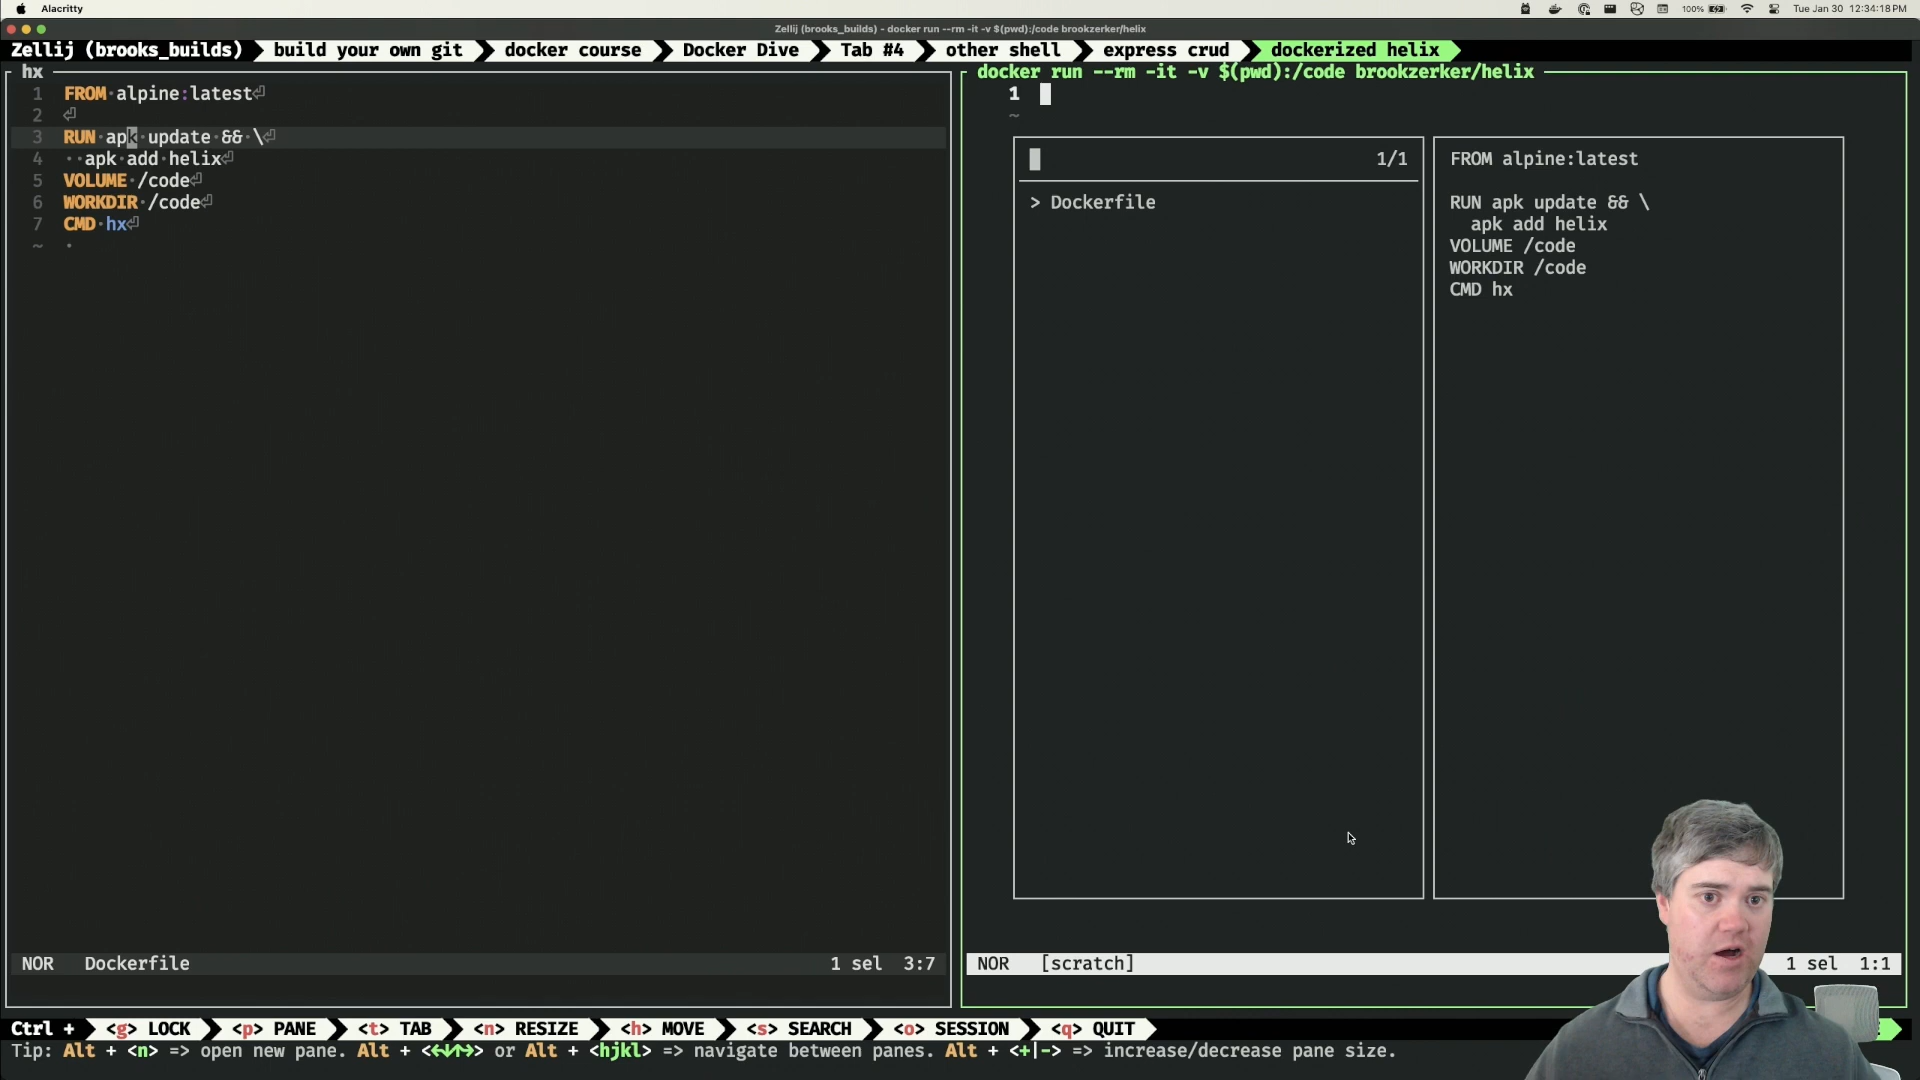 Alacritty
100%
Tue Jan 30 12:34:18 PM
Zellij (brooks_builds) - docker run --rm -it -v $(pwd):/code brookzerker/helix
Zellij (brooks_builds) build your own git docker course Docker Dive Tab #4 other shell express crud dockerized helix
hx
1 FROM·alpine:latest⏎
2 ⏎
3 RUN·apk·update·&&·\⏎
4 ··apk·add·helix⏎
5 VOLUME·/code⏎
6 WORKDIR·/code⏎
7 CMD·hx⏎
~ ·
NOR Dockerfile 1 sel 3:7
docker run --rm -it -v $(pwd):/code brookzerker/helix
1
~
1/1
> Dockerfile
FROM alpine:latest
RUN apk update && \
apk add helix
VOLUME /code
WORKDIR /code
CMD hx
NOR [scratch] 1 sel 1:1
Ctrl + <g> LOCK <p> PANE <t> TAB <n> RESIZE <h> MOVE <s> SEARCH <o> SESSION <q> QUIT
Tip: Alt + <n> => open new pane. Alt + <←↓↑→> or Alt + <hjkl> => navigate between panes. Alt + <+|-> => increase/decrease pane size.